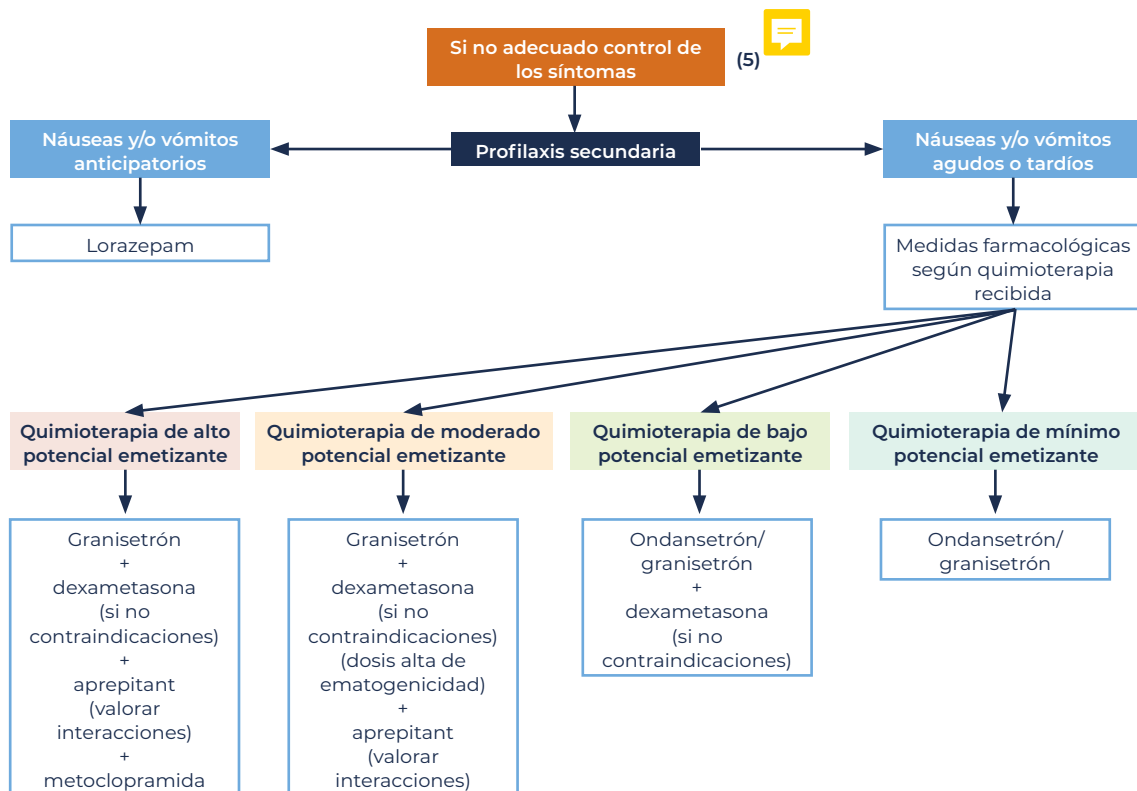 Si no adecuado control de
los síntomas
(5)
Náuseas y/o vómitos
anticipatorios
Profilaxis secundaria
Náuseas y/o vómitos
agudos o tardíos
Lorazepam
Medidas farmacológicas
según quimioterapia
recibida
Quimioterapia de alto
potencial emetizante
Quimioterapia de moderado
potencial emetizante
Quimioterapia de bajo
potencial emetizante
Quimioterapia de mínimo
potencial emetizante
Granisetrón
+
dexametasona
(si no
contraindicaciones)
+
aprepitant
(valorar
interacciones)
+
metoclopramida
Granisetrón
+
dexametasona
(si no
contraindicaciones)
(dosis alta de
ematogenicidad)
+
aprepitant
(valorar
interacciones)
Ondansetrón/
granisetrón
+
dexametasona
(si no
contraindicaciones)
Ondansetrón/
granisetrón